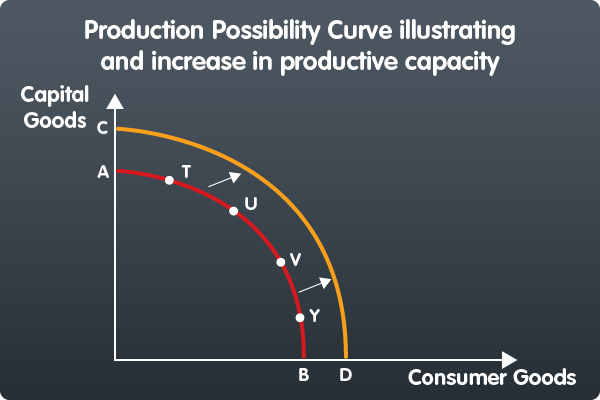 Production Possibility Curve illustrating
and increase in productive capacity
Capital
Goods
C
A
T
U
V
Y
B
D
Consumer Goods